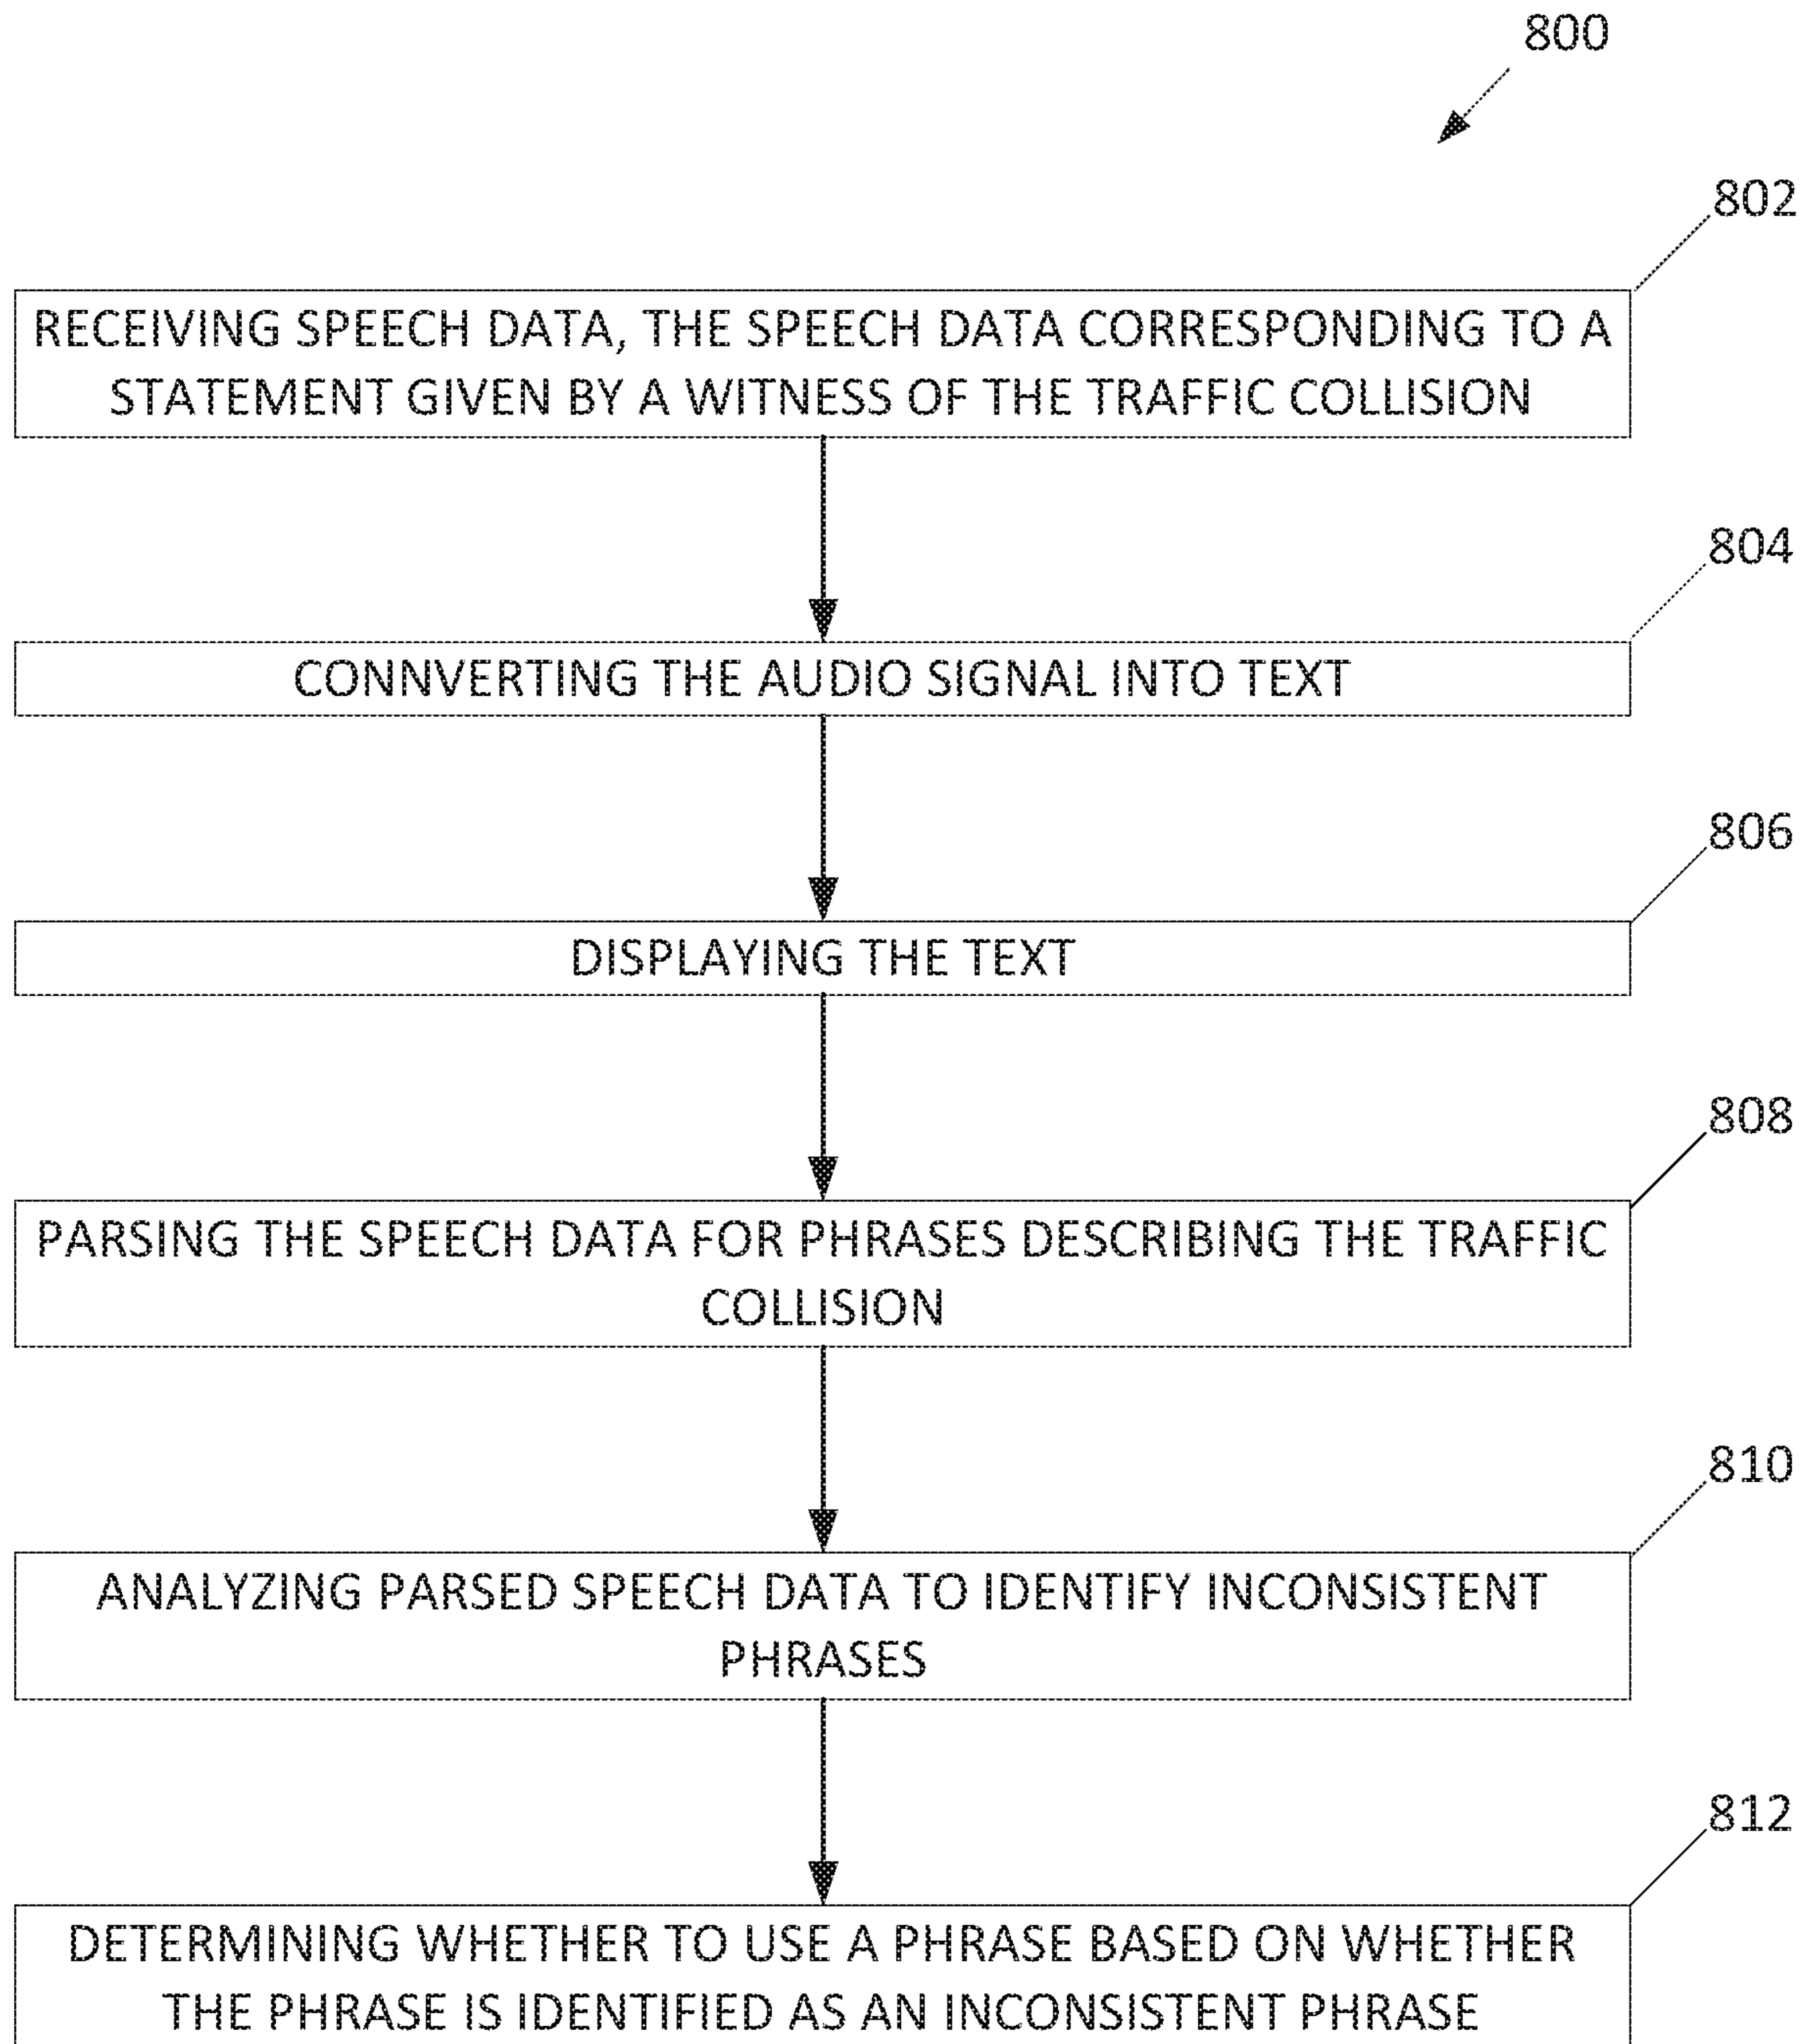 800
802
RECEIVING SPEECH DATA, THE SPEECH DATA CORRESPONDING TO A
STATEMENT GIVEN BY A WITNESS OF THE TRAFFIC COLLISION
804
CONNVERTING THE AUDIO SIGNAL INTO TEXT
806
DISPLAYING THE TEXT
808
PARSING THE SPEECH DATA FOR PHRASES DESCRIBING THE TRAFFIC
COLLISION
810
ANALYZING PARSED SPEECH DATA TO IDENTIFY INCONSISTENT
PHRASES
812
DETERMINING WHETHER TO USE A PHRASE BASED ON WHETHER
THE PHRASE IS IDENTIFIED AS AN INCONSISTENT PHRASE